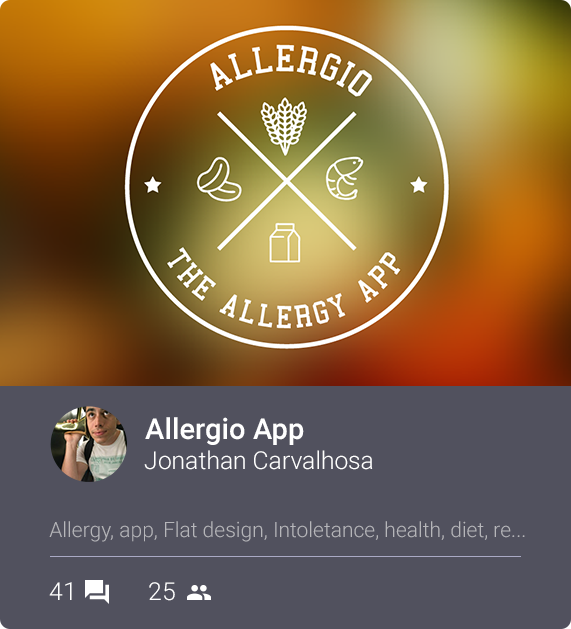 ALLERGIO
THE ALLERGY APP
Allergio App
Jonathan Carvalhosa
Allergy, app, Flat design, Intoletance, health, diet, re...
41 25